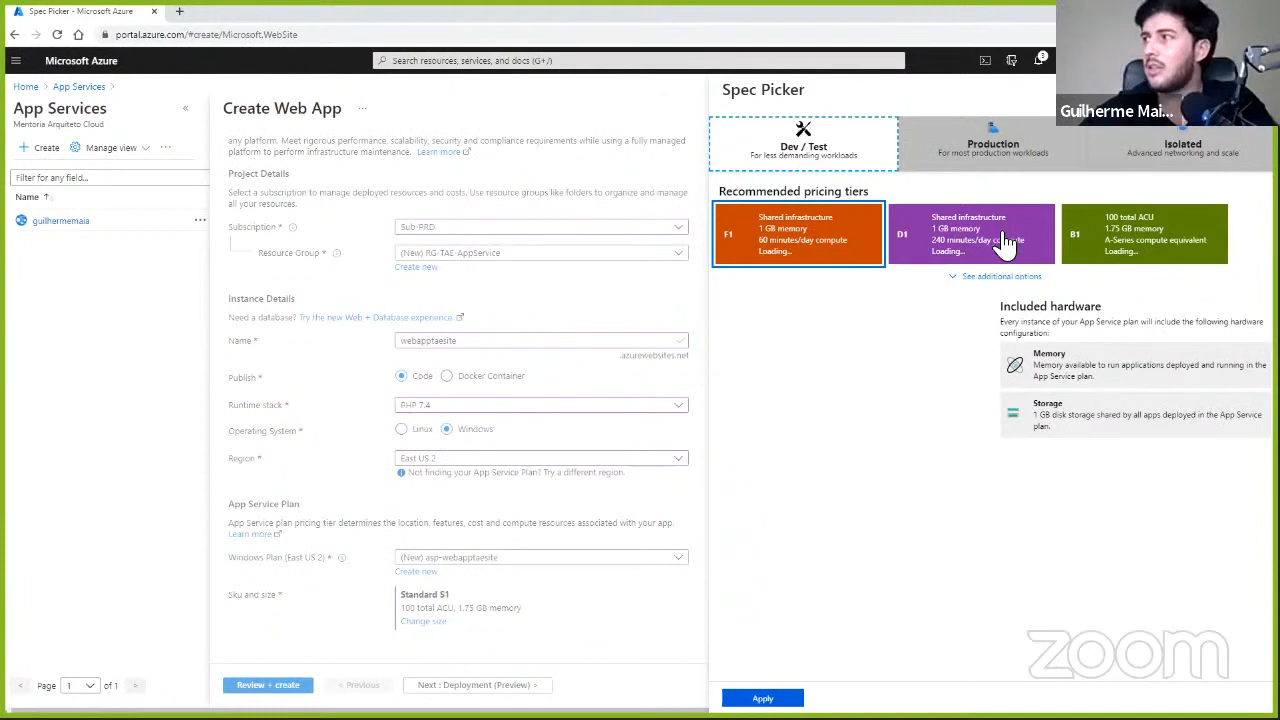 Spec Picker - Microsoft Azure
portal.azure.com/#create/Microsoft.WebSite
Microsoft Azure
Search resources, services, and docs (G+/)
3
Guilherme Mai...
Home > App Services >
App Services
Mentoria Arquiteto Cloud
Create
Manage view
Filter for any field...
Name ↑
guilhermemaia
Page 1 of 1
Create Web App
any platform. Meet rigorous performance, scalability, security and compliance requirements while using a fully managed
platform to perform infrastructure maintenance. Learn more
Project Details
Select a subscription to manage deployed resources and costs. Use resource groups like folders to organize and manage
all your resources.
Subscription *
Sub-PRD
Resource Group *
(New) RG-TAE-AppService
Create new
Instance Details
Need a database? Try the new Web + Database experience.
Name *
webapptaesite
.azurewebsites.net
Publish *
Code
Docker Container
Runtime stack *
PHP 7.4
Operating System *
Linux
Windows
Region *
East US 2
Not finding your App Service Plan? Try a different region.
App Service Plan
App Service plan pricing tier determines the location, features, cost and compute resources associated with your app.
Learn more
Windows Plan (East US 2) *
(New) asp-webapptaesite
Create new
Sku and size *
Standard S1
100 total ACU, 1.75 GB memory
Change size
Review + create
< Previous
Next : Deployment (Preview) >
Spec Picker
Dev / Test
For less demanding workloads
Production
For most production workloads
Isolated
Advanced networking and scale
Recommended pricing tiers
F1
Shared infrastructure
1 GB memory
60 minutes/day compute
Loading...
D1
Shared infrastructure
1 GB memory
240 minutes/day compute
Loading...
B1
100 total ACU
1.75 GB memory
A-Series compute equivalent
Loading...
See additional options
Included hardware
Every instance of your App Service plan will include the following hardware
configuration:
Memory
Memory available to run applications deployed and running in the
App Service plan.
Storage
1 GB disk storage shared by all apps deployed in the App Service
plan.
Apply
zoom